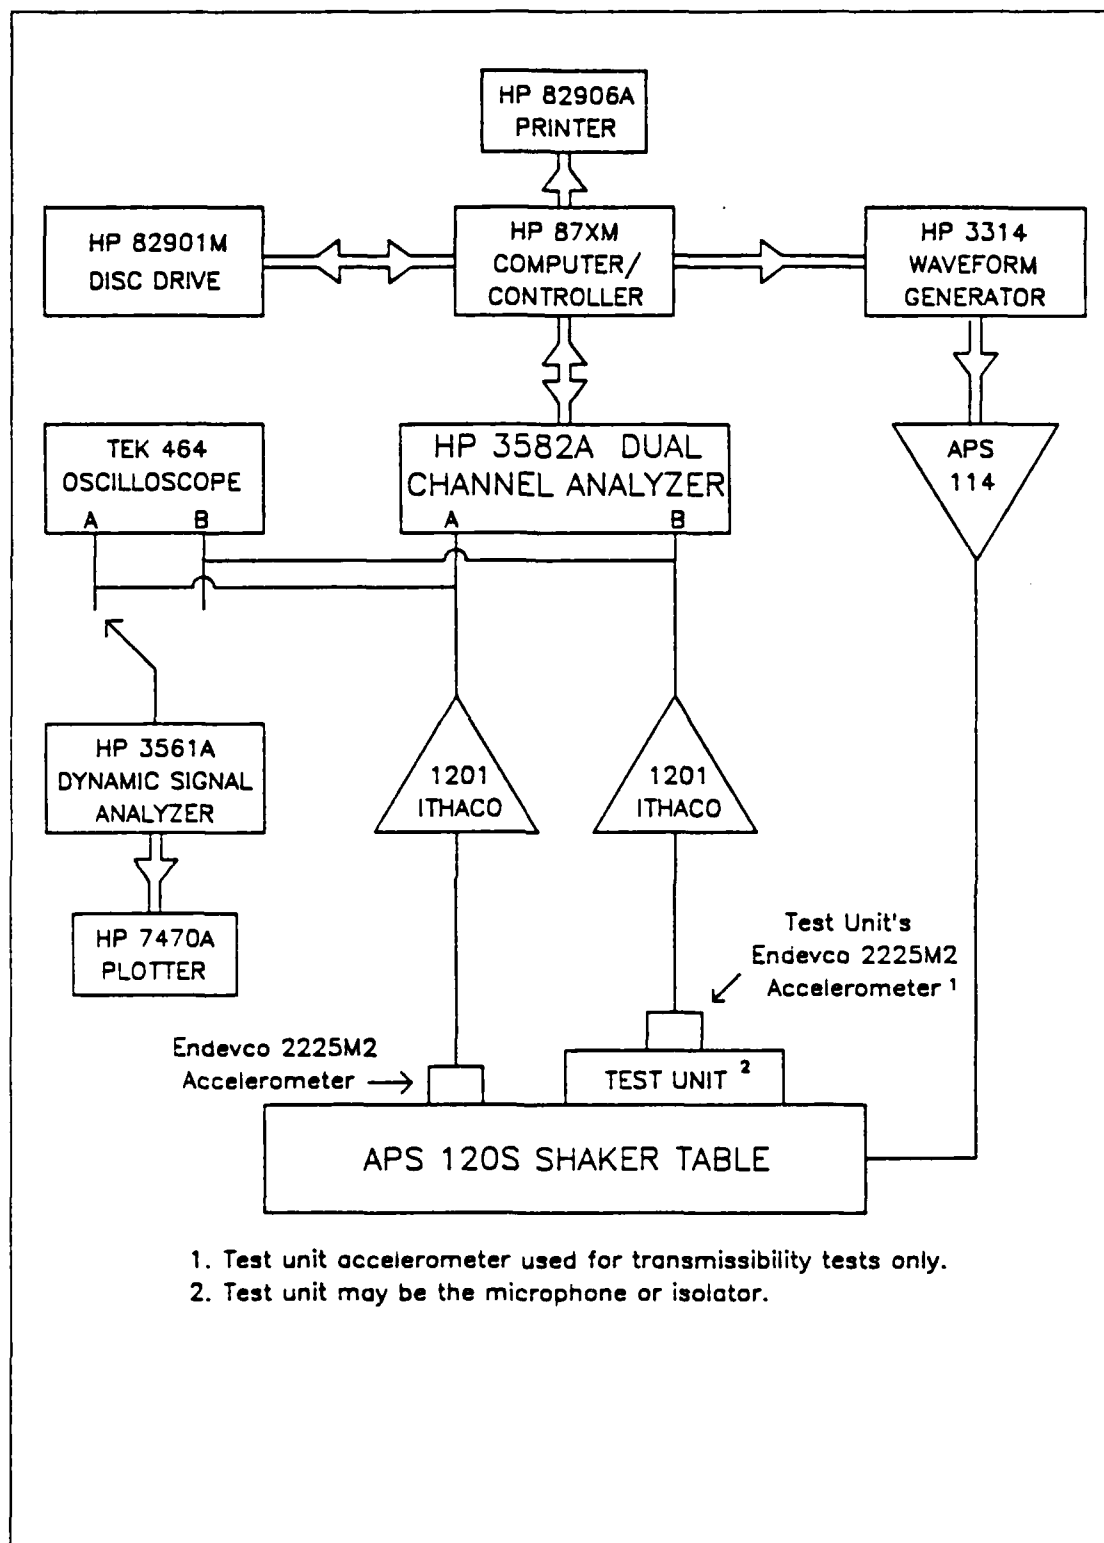 HP 82906A
PRINTER
HP 82901M
DISC DRIVE
HP 87XM
COMPUTER/
CONTROLLER
HP 3314
WAVEFORM
GENERATOR
TEK 464
OSCILLOSCOPE
A B
HP 3582A DUAL
CHANNEL ANALYZER
A B
APS
114
HP 3561A
DYNAMIC SIGNAL
ANALYZER
1201
ITHACO
1201
ITHACO
HP 7470A
PLOTTER
Test Unit's
Endevco 2225M2
Accelerometer 1
Endevco 2225M2
Accelerometer
TEST UNIT 2
APS 120S SHAKER TABLE
1. Test unit accelerometer used for transmissibility tests only.
2. Test unit may be the microphone or isolator.